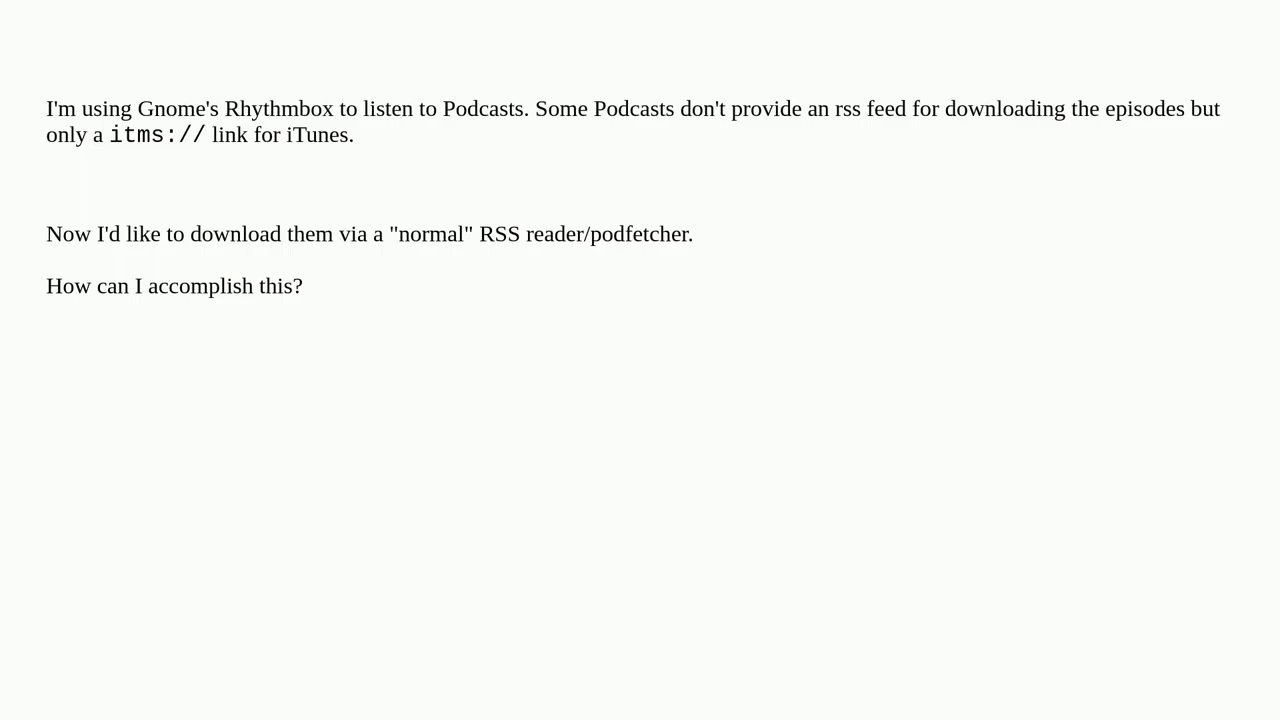 I'm using Gnome's Rhythmbox to listen to Podcasts. Some Podcasts don't provide an rss feed for downloading the episodes but
only a itms:// link for iTunes.
Now I'd like to download them via a "normal" RSS reader/podfetcher.
How can I accomplish this?